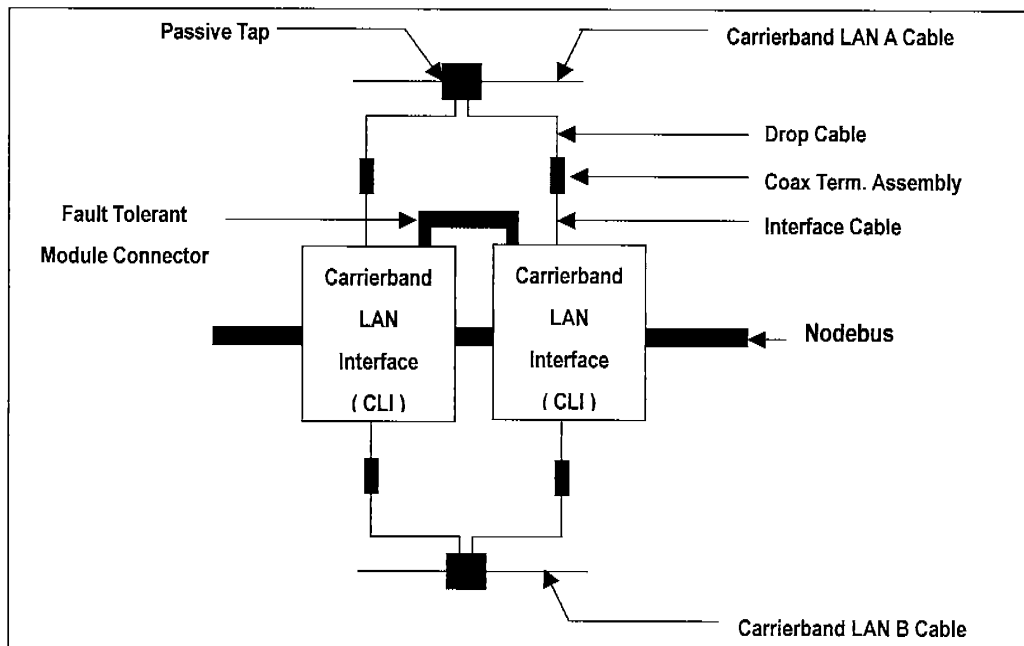 Passive Tap
Carrierband LAN A Cable
Drop Cable
Coax Term. Assembly
Fault Tolerant
Module Connector
Interface Cable
Carrierband
LAN
Interface
( CLI )
Carrierband
LAN
Interface
( CLI )
Nodebus
Carrierband LAN B Cable